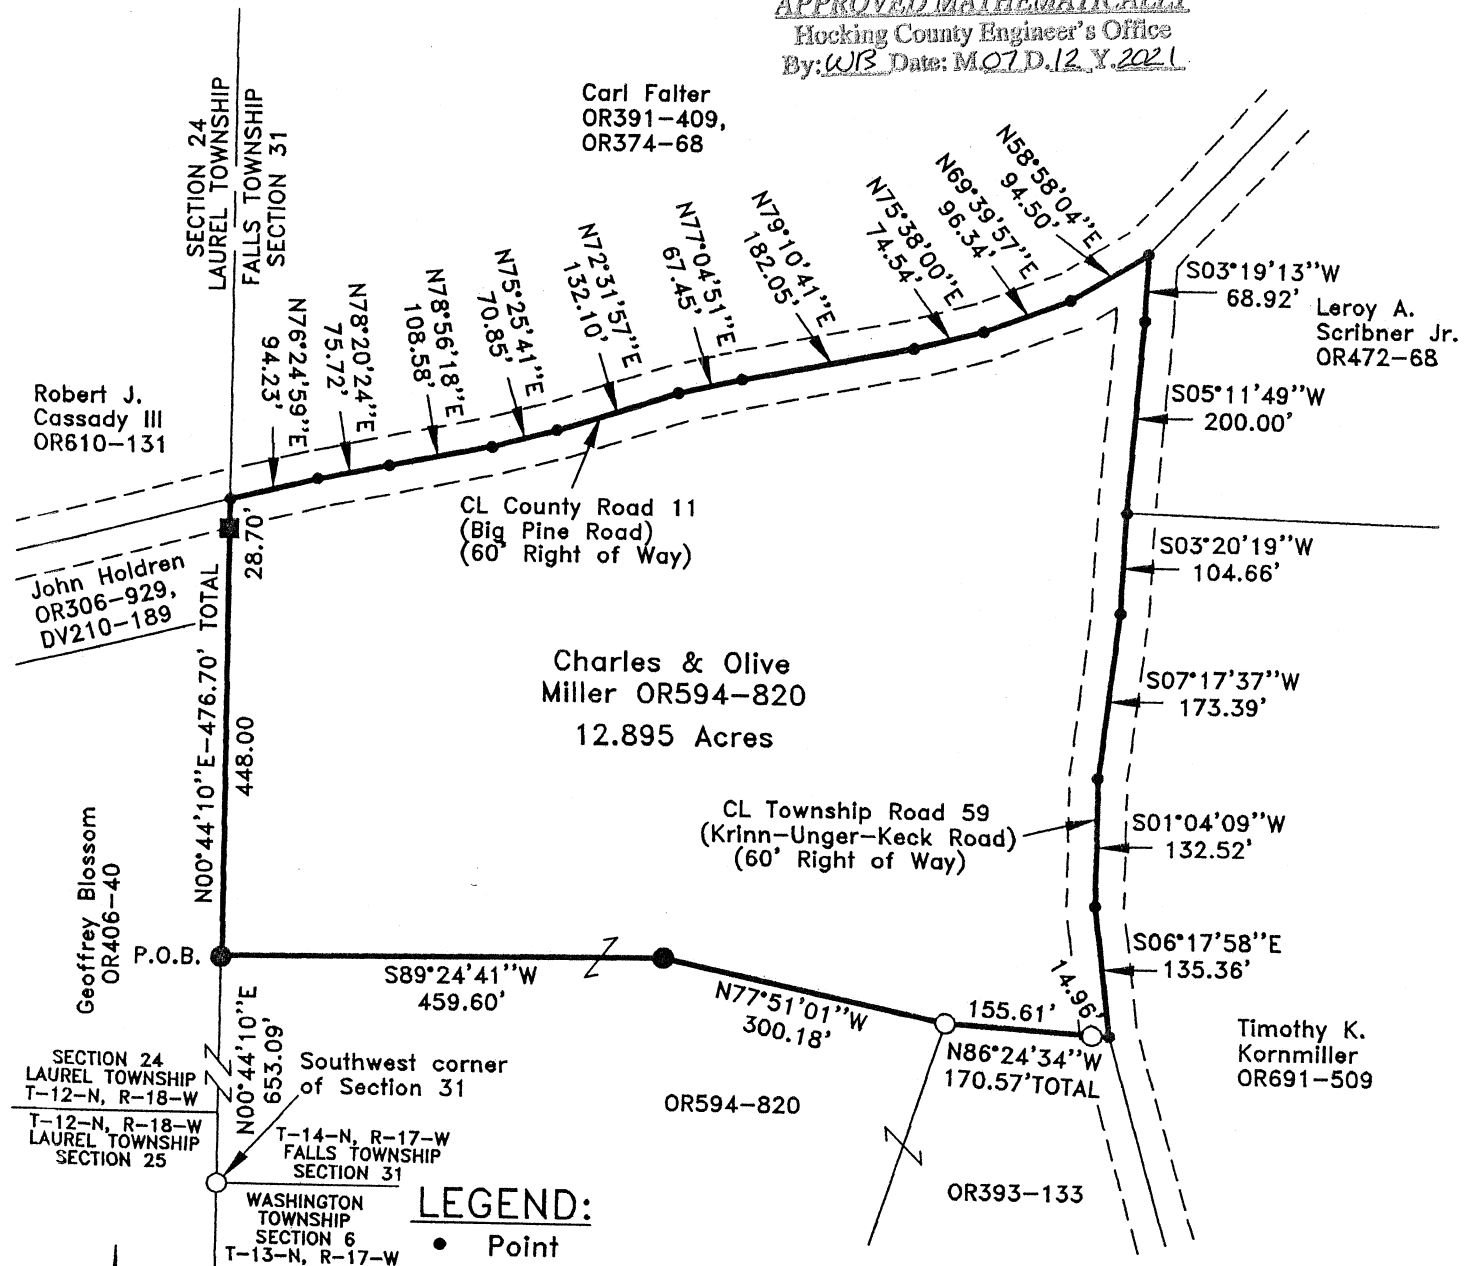 APPROVED MATHEMATICALLY
Hocking County Engineer's Office
By: WB Date: M.07 D.12 Y.2021
Carl Falter
OR391-409,
OR374-68
SECTION 24
LAUREL TOWNSHIP
FALLS TOWNSHIP
SECTION 31
N76°24'59"E
94.23'
N78°20'24"E
75.72'
N78°56'18"E
108.58'
N75°25'41"E
70.85'
N72°31'57"E
132.10'
N77°04'51"E
67.45'
N79°10'41"E
182.05'
N75°38'00"E
74.54'
N69°39'57"E
96.34'
N58°58'04"E
94.50'
S03°19'13"W
68.92'
Leroy A.
Scribner Jr.
OR472-68
S05°11'49"W
200.00'
Robert J.
Cassady III
OR610-131
CL County Road 11
(Big Pine Road)
(60' Right of Way)
28.70'
John Holdren
OR306-929,
DV210-189
S03°20'19"W
104.66'
N00°44'10"E-476.70' TOTAL
448.00
Charles & Olive
Miller OR594-820
12.895 Acres
S07°17'37"W
173.39'
CL Township Road 59
(Krinn-Unger-Keck Road)
(60' Right of Way)
S01°04'09"W
132.52'
Geoffrey Blossom
OR406-40
P.O.B.
S89°24'41"W
459.60'
N77°51'01"W
300.18'
155.61'
14.96'
S06°17'58"E
135.36'
N86°24'34"W
170.57'TOTAL
Timothy K.
Kornmiller
OR691-509
N00°44'10"E
653.09'
SECTION 24
LAUREL TOWNSHIP
T-12-N, R-18-W
Southwest corner
of Section 31
OR594-820
T-12-N, R-18-W
LAUREL TOWNSHIP
SECTION 25
T-14-N, R-17-W
FALLS TOWNSHIP
SECTION 31
OR393-133
WASHINGTON
TOWNSHIP
SECTION 6
T-13-N, R-17-W
LEGEND:
● Point